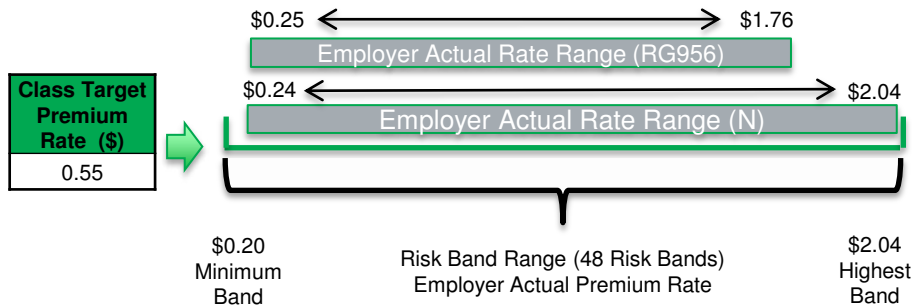 $0.25
$1.76
Employer Actual Rate Range (RG956)
Class Target
Premium
Rate ($)
0.55
$0.24
$2.04
Employer Actual Rate Range (N)
$0.20
Minimum
Band
Risk Band Range (48 Risk Bands)
Employer Actual Premium Rate
$2.04
Highest
Band